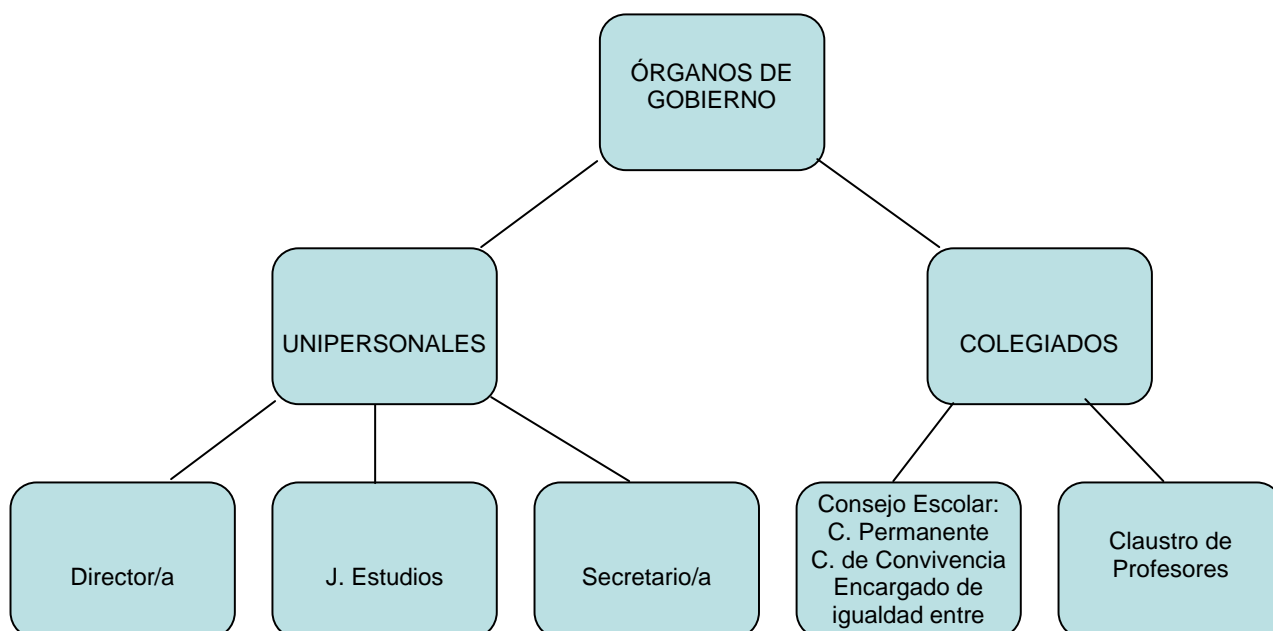 ÓRGANOS DE
GOBIERNO
UNIPERSONALES
COLEGIADOS
Director/a
J. Estudios
Secretario/a
Consejo Escolar:
C. Permanente
C. de Convivencia
Encargado de
igualdad entre
Claustro de
Profesores